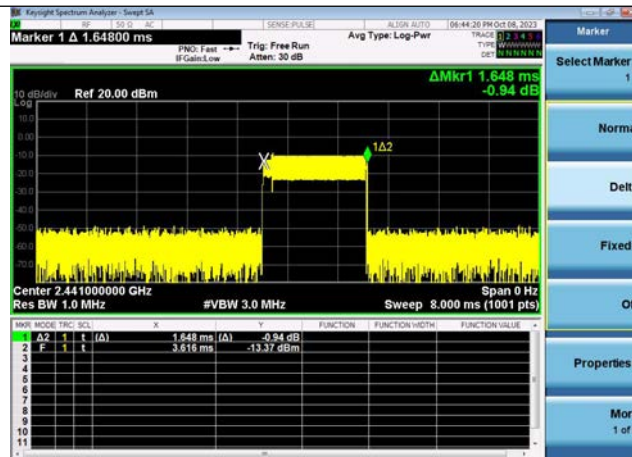 Keysight Spectrum Analyzer - Swept SA
RF 50 Ω AC SENSE:PULSE ALIGN AUTO 06:44:20 PM Oct 08, 2023
Marker 1 Δ 1.64800 ms
PNO: Fast Trig: Free Run Avg Type: Log-Pwr TRACE 1 2 3 4 5 6
IFGain:Low Atten: 30 dB TYPE WWWWWW
DET NNNNNN
ΔMkr1 1.648 ms
-0.94 dB
10 dB/div Ref 20.00 dBm
Log
10.0
0.00
-10.0
1Δ2
X
-20.0
-30.0
-40.0
-50.0
-60.0
-70.0
Center 2.441000000 GHz Span 0 Hz
Res BW 1.0 MHz #VBW 3.0 MHz Sweep 8.000 ms (1001 pts)
MKR MODE TRC SCL X Y FUNCTION FUNCTION WIDTH FUNCTION VALUE
1 Δ2 1 t (Δ) 1.648 ms (Δ) -0.94 dB
2 F 1 t 3.616 ms -13.37 dBm
3
4
5
6
7
8
9
10
11
Marker
Select Marker
1
Norma
Delt
Fixed
O
Properties
Mor
1 of